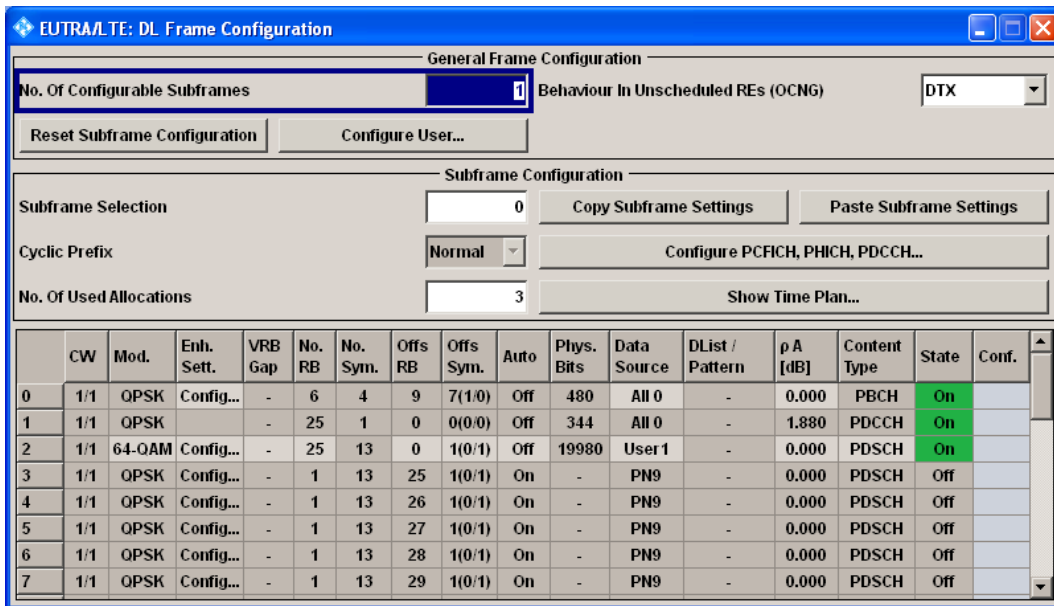 EUTRA/LTE: DL Frame Configuration
General Frame Configuration
No. Of Configurable Subframes 1 Behaviour In Unscheduled REs (OCNG) DTX
Reset Subframe Configuration Configure User...
Subframe Configuration
Subframe Selection 0 Copy Subframe Settings Paste Subframe Settings
Cyclic Prefix Normal Configure PCFICH, PHICH, PDCCH...
No. Of Used Allocations 3 Show Time Plan...
CW Mod. Enh. Sett. VRB Gap No. RB No. Sym. Offs RB Offs Sym. Auto Phys. Bits Data Source DList / Pattern ρ A [dB] Content Type State Conf.
0 1/1 QPSK Config... - 6 4 9 7(1/0) Off 480 All 0 - 0.000 PBCH On
1 1/1 QPSK - 25 1 0 0(0/0) Off 344 All 0 - 1.880 PDCCH On
2 1/1 64-QAM Config... - 25 13 0 1(0/1) Off 19980 User1 - 0.000 PDSCH On
3 1/1 QPSK Config... - 1 13 25 1(0/1) On - PN9 - 0.000 PDSCH Off
4 1/1 QPSK Config... - 1 13 26 1(0/1) On - PN9 - 0.000 PDSCH Off
5 1/1 QPSK Config... - 1 13 27 1(0/1) On - PN9 - 0.000 PDSCH Off
6 1/1 QPSK Config... - 1 13 28 1(0/1) On - PN9 - 0.000 PDSCH Off
7 1/1 QPSK Config... - 1 13 29 1(0/1) On - PN9 - 0.000 PDSCH Off